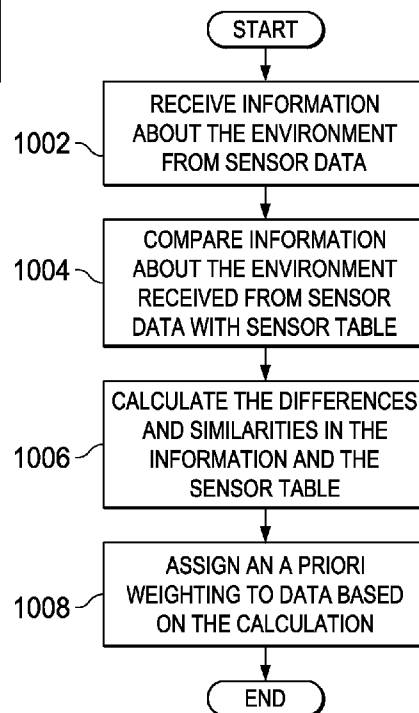 START
1002
RECEIVE INFORMATION
ABOUT THE ENVIRONMENT
FROM SENSOR DATA
1004
COMPARE INFORMATION
ABOUT THE ENVIRONMENT
RECEIVED FROM SENSOR
DATA WITH SENSOR TABLE
1006
CALCULATE THE DIFFERENCES
AND SIMILARITIES IN THE
INFORMATION AND THE
SENSOR TABLE
1008
ASSIGN AN A PRIORI
WEIGHTING TO DATA BASED
ON THE CALCULATION
END